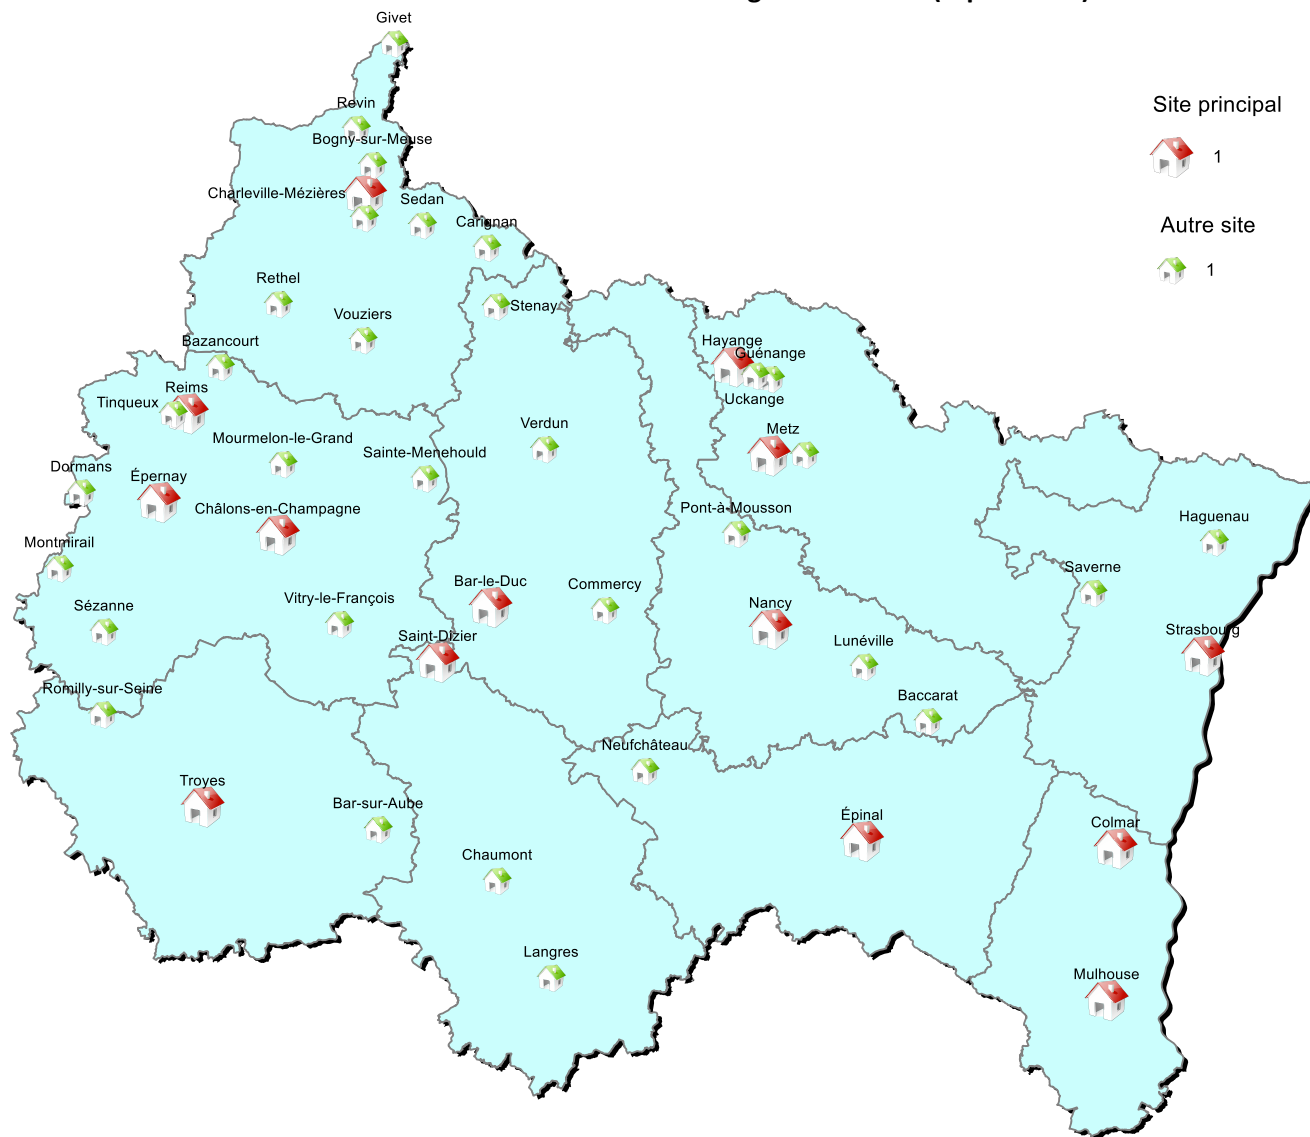 Givet
Revin
Site principal
Bogny-sur-Meuse
1
Charleville-Mézières
Sedan
Carignan
Autre site
1
Rethel
Stenay
Vouziers
Bazancourt
Hayange
Guénange
Reims
Tinqueux
Uckange
Verdun
Metz
Mourmelon-le-Grand
Sainte-Menehould
Dormans
Épernay
Châlons-en-Champagne
Pont-à-Mousson
Haguenau
Montmirail
Saverne
Bar-le-Duc
Commercy
Vitry-le-François
Sézanne
Nancy
Strasbourg
Saint-Dizier
Lunéville
Romilly-sur-Seine
Baccarat
Neufchâteau
Troyes
Bar-sur-Aube
Épinal
Colmar
Chaumont
Langres
Mulhouse